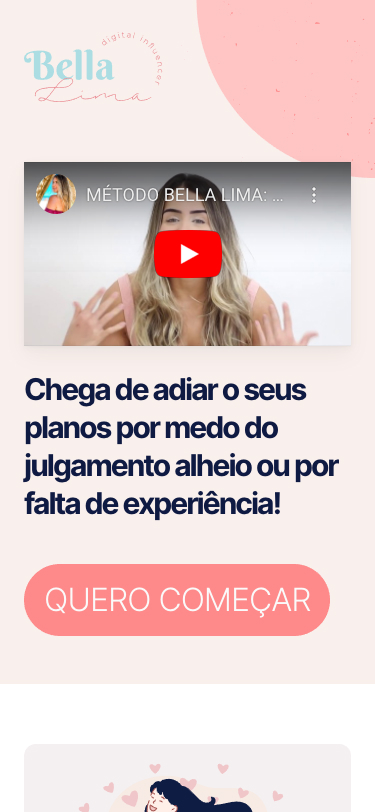 digital influencer
Bella
Lima
MÉTODO BELLA LIMA: ...
Chega de adiar o seus
planos por medo do
julgamento alheio ou por
falta de experiência!
QUERO COMEÇAR